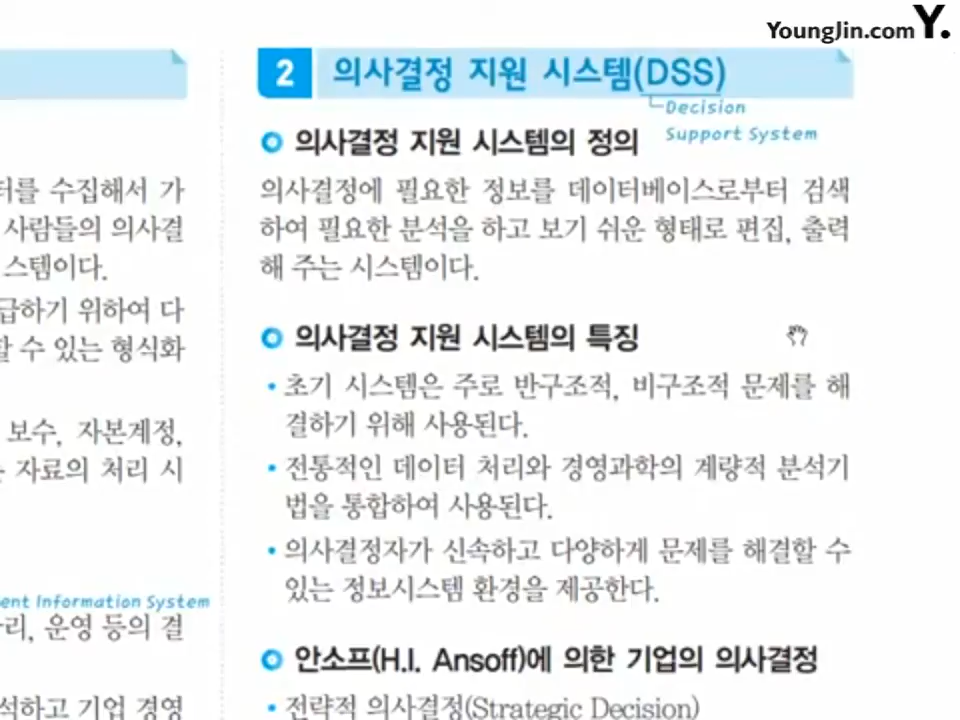 YoungJin.com Y.
터를 수집해서 가
사람들의 의사결
스템이다.
급하기 위하여 다
할 수 있는 형식화
보수, 자본계정,
자료의 처리 시
ent Information System
리, 운영 등의 결
석하고 기업 경영
2 의사결정 지원 시스템(DSS)
Decision
Support System
의사결정 지원 시스템의 정의
의사결정에 필요한 정보를 데이터베이스로부터 검색
하여 필요한 분석을 하고 보기 쉬운 형태로 편집, 출력
해 주는 시스템이다.
의사결정 지원 시스템의 특징
• 초기 시스템은 주로 반구조적, 비구조적 문제를 해
결하기 위해 사용된다.
• 전통적인 데이터 처리와 경영과학의 계량적 분석기
법을 통합하여 사용된다.
• 의사결정자가 신속하고 다양하게 문제를 해결할 수
있는 정보시스템 환경을 제공한다.
안소프(H.I. Ansoff)에 의한 기업의 의사결정
• 전략적 의사결정(Strategic Decision)